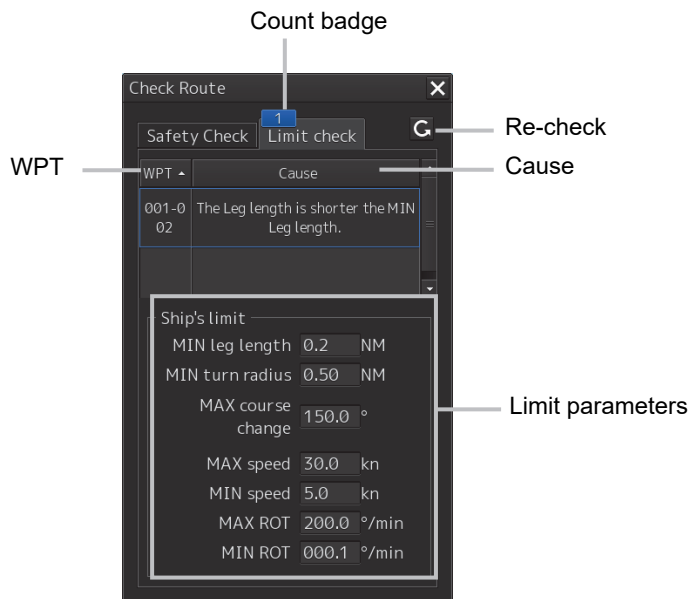 Count badge
Check Route
1
Safety Check Limit check
Re-check
WPT
WPT Cause
Cause
001-0
02
The Leg length is shorter the MIN
Leg length.
Ship's limit
MIN leg length 0.2 NM
MIN turn radius 0.50 NM
MAX course
change
150.0 °
Limit parameters
MAX speed 30.0 kn
MIN speed 5.0 kn
MAX ROT 200.0 °/min
MIN ROT 000.1 °/min